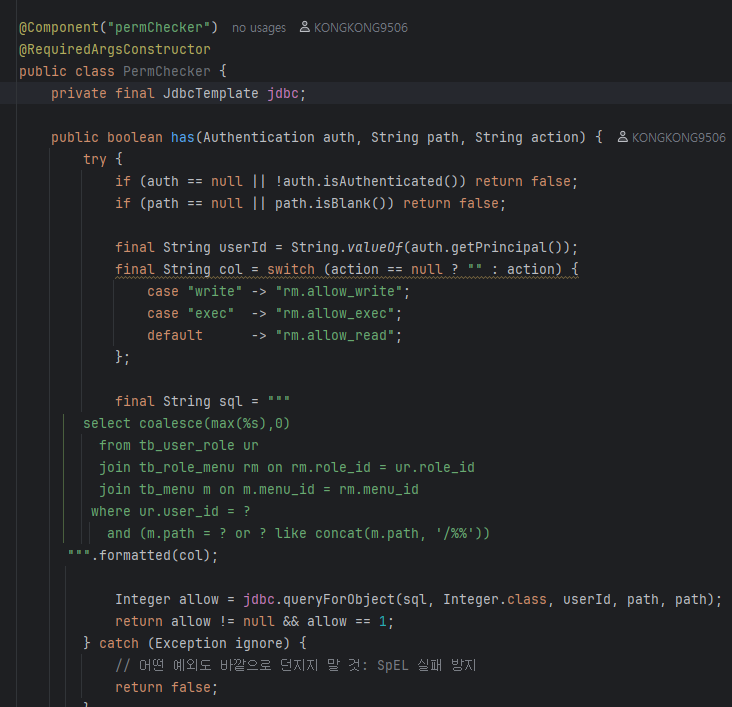 @Component("permChecker")  no usages  KONGKONG9506
@RequiredArgsConstructor
public class PermChecker {
    private final JdbcTemplate jdbc;

    public boolean has(Authentication auth, String path, String action) {  KONGKONG9506
        try {
            if (auth == null || !auth.isAuthenticated()) return false;
            if (path == null || path.isBlank()) return false;

            final String userId = String.valueOf(auth.getPrincipal());
            final String col = switch (action == null ? "" : action) {
                case "write" -> "rm.allow_write";
                case "exec"  -> "rm.allow_exec";
                default      -> "rm.allow_read";
            };

            final String sql = """
        select coalesce(max(%s),0)
          from tb_user_role ur
          join tb_role_menu rm on rm.role_id = ur.role_id
          join tb_menu m on m.menu_id = rm.menu_id
         where ur.user_id = ?
           and (m.path = ? or ? like concat(m.path, '/%%'))
      """.formatted(col);

            Integer allow = jdbc.queryForObject(sql, Integer.class, userId, path, path);
            return allow != null && allow == 1;
        } catch (Exception ignore) {
            // 어떤 예외도 바깥으로 던지지 말 것: SpEL 실패 방지
            return false;
        }